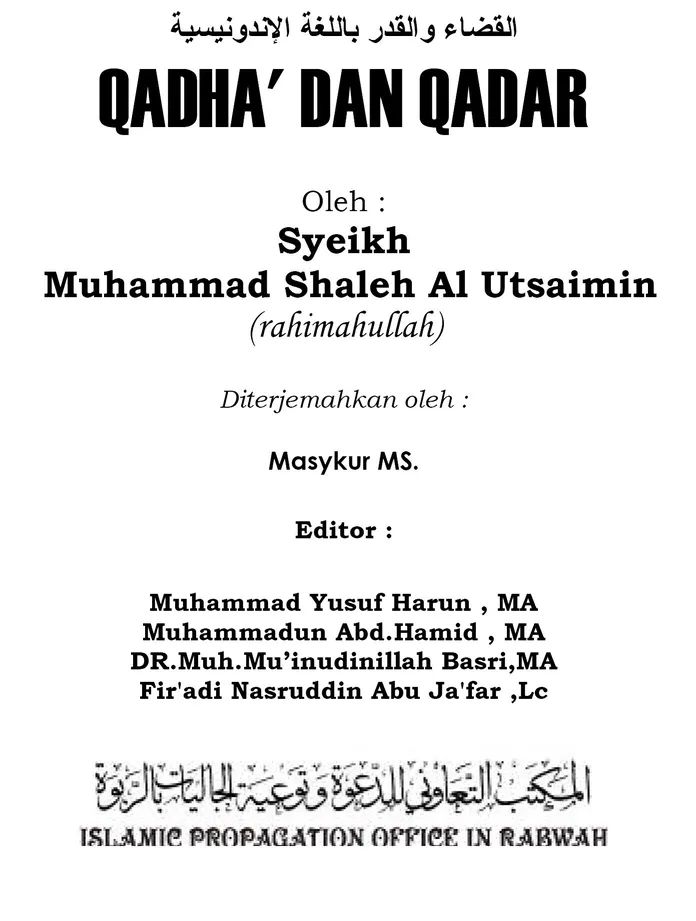 القضاء والقدر باللغة الإندونيسية
QADHA' DAN QADAR
Oleh :
Syeikh
Muhammad Shaleh Al Utsaimin
(rahimahullah)
Diterjemahkan oleh :
Masykur MS.
Editor :
Muhammad Yusuf Harun , MA
Muhammadun Abd.Hamid , MA
DR.Muh.Mu’inudinillah Basri,MA
Fir'adi Nasruddin Abu Ja'far ,Lc
المكتب التعاوني للدعوة وتوعية الجاليات بالربوة
ISLAMIC PROPAGATION OFFICE IN RABWAH